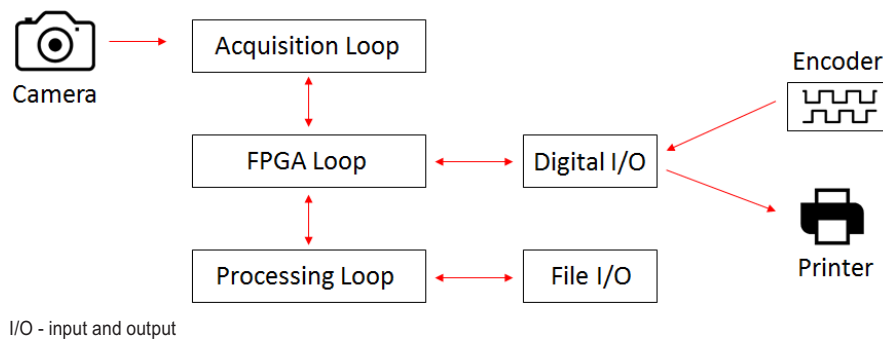 Acquisition Loop
Camera
Encoder
FPGA Loop
Digital I/O
Printer
Processing Loop
File I/O
I/O - input and output